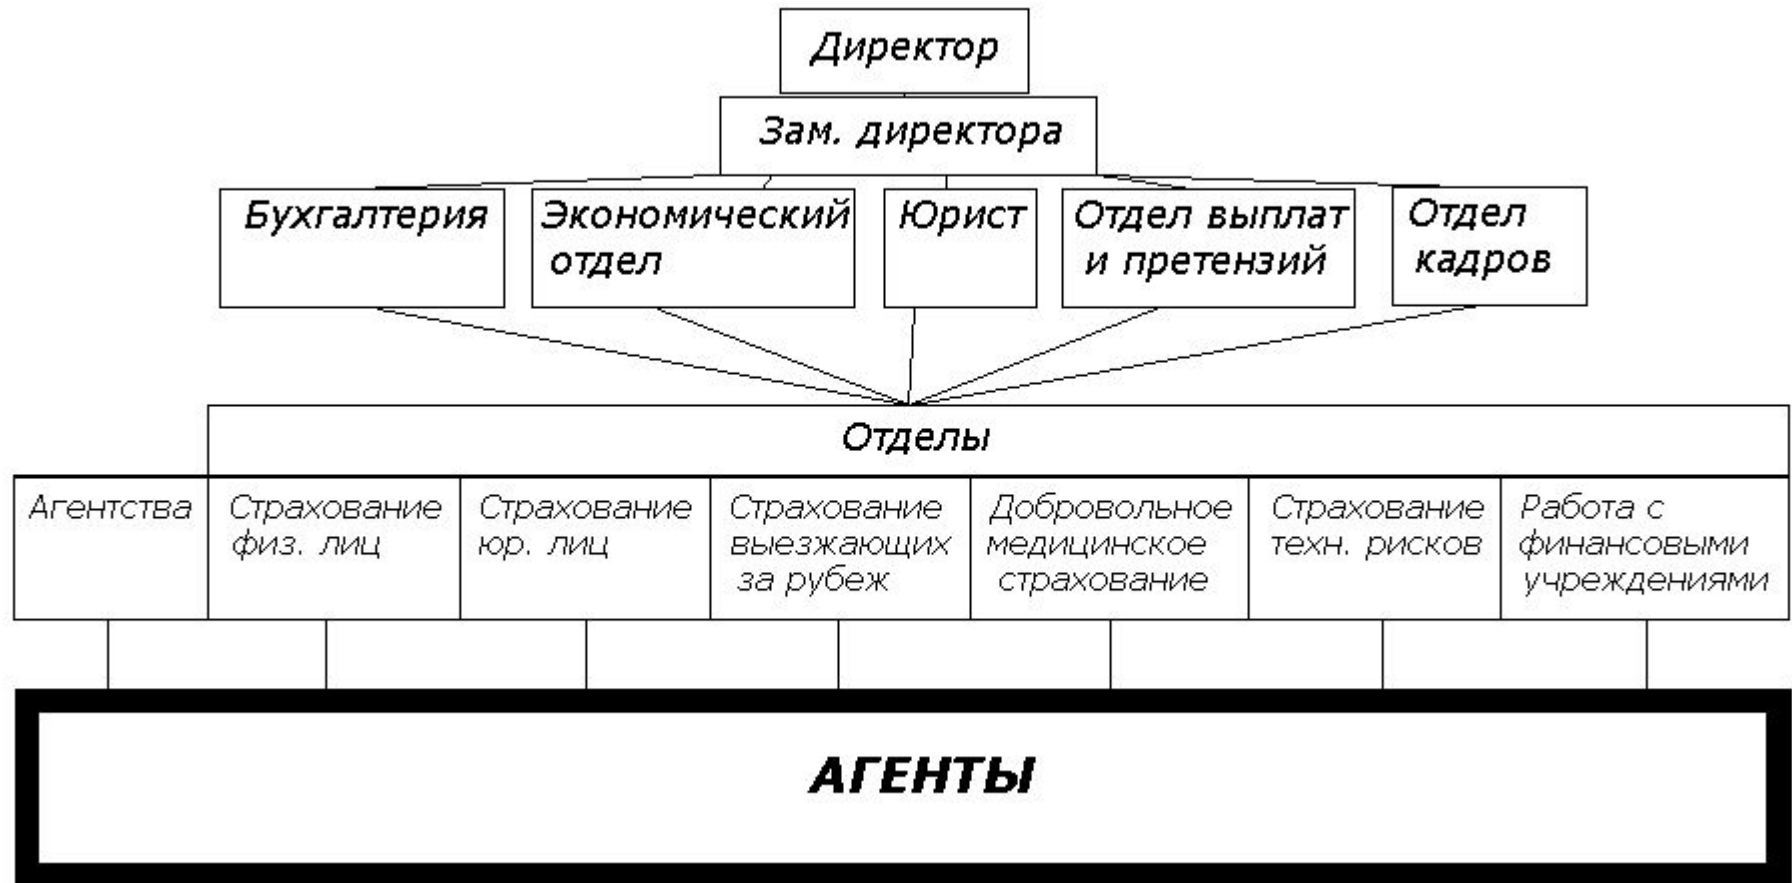 Директор
Зам. директора
Бухгалтерия
Экономический
отдел
Юрист
Отдел выплат
и претензий
Отдел
кадров
Отделы
Агентства
Страхование
физ. лиц
Страхование
юр. лиц
Страхование
выезжающих
за рубеж
Добровольное
медицинское
страхование
Страхование
техн. рисков
Работа с
финансовыми
учреждениями
АГЕНТЫ